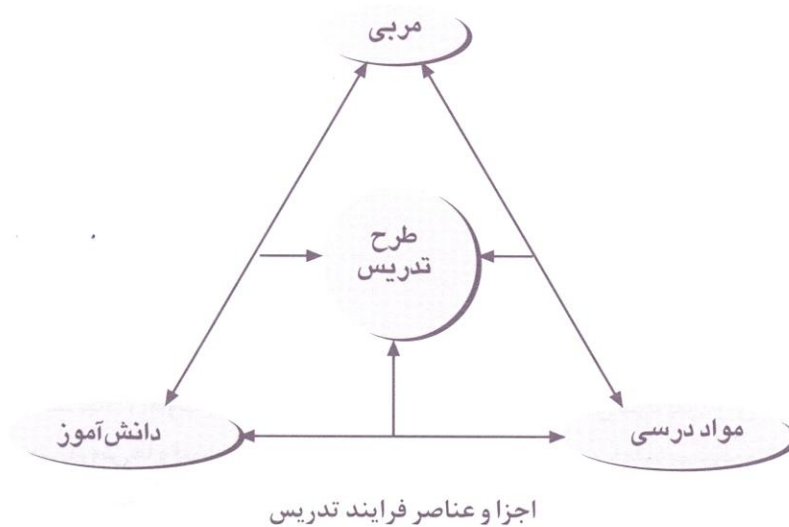 مربی
طرح
تدریس
مواد درسی
دانش‌آموز
اجزا و عناصر فرایند تدریس